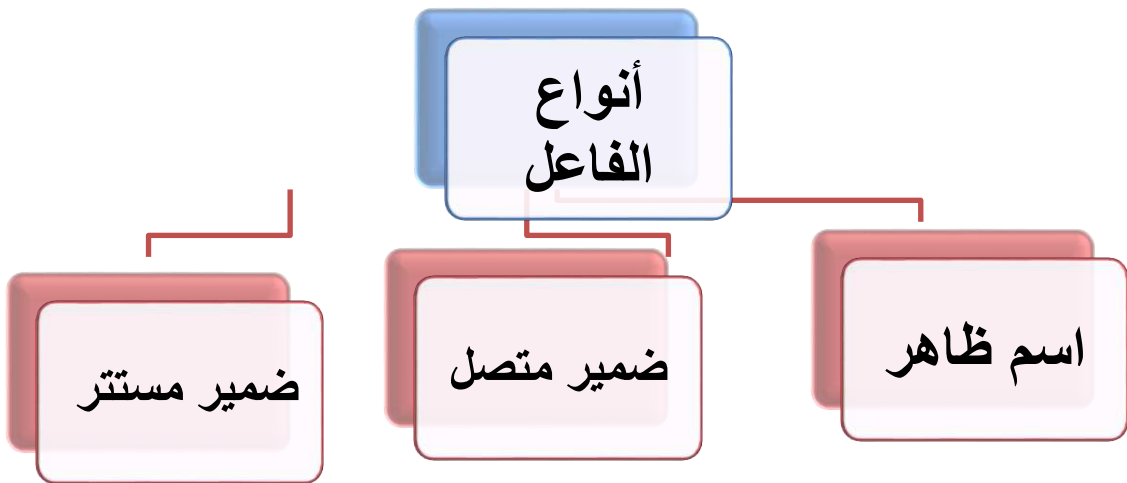 أنواع
الفاعل
اسم ظاهر
ضمير متصل
ضمير مستتر